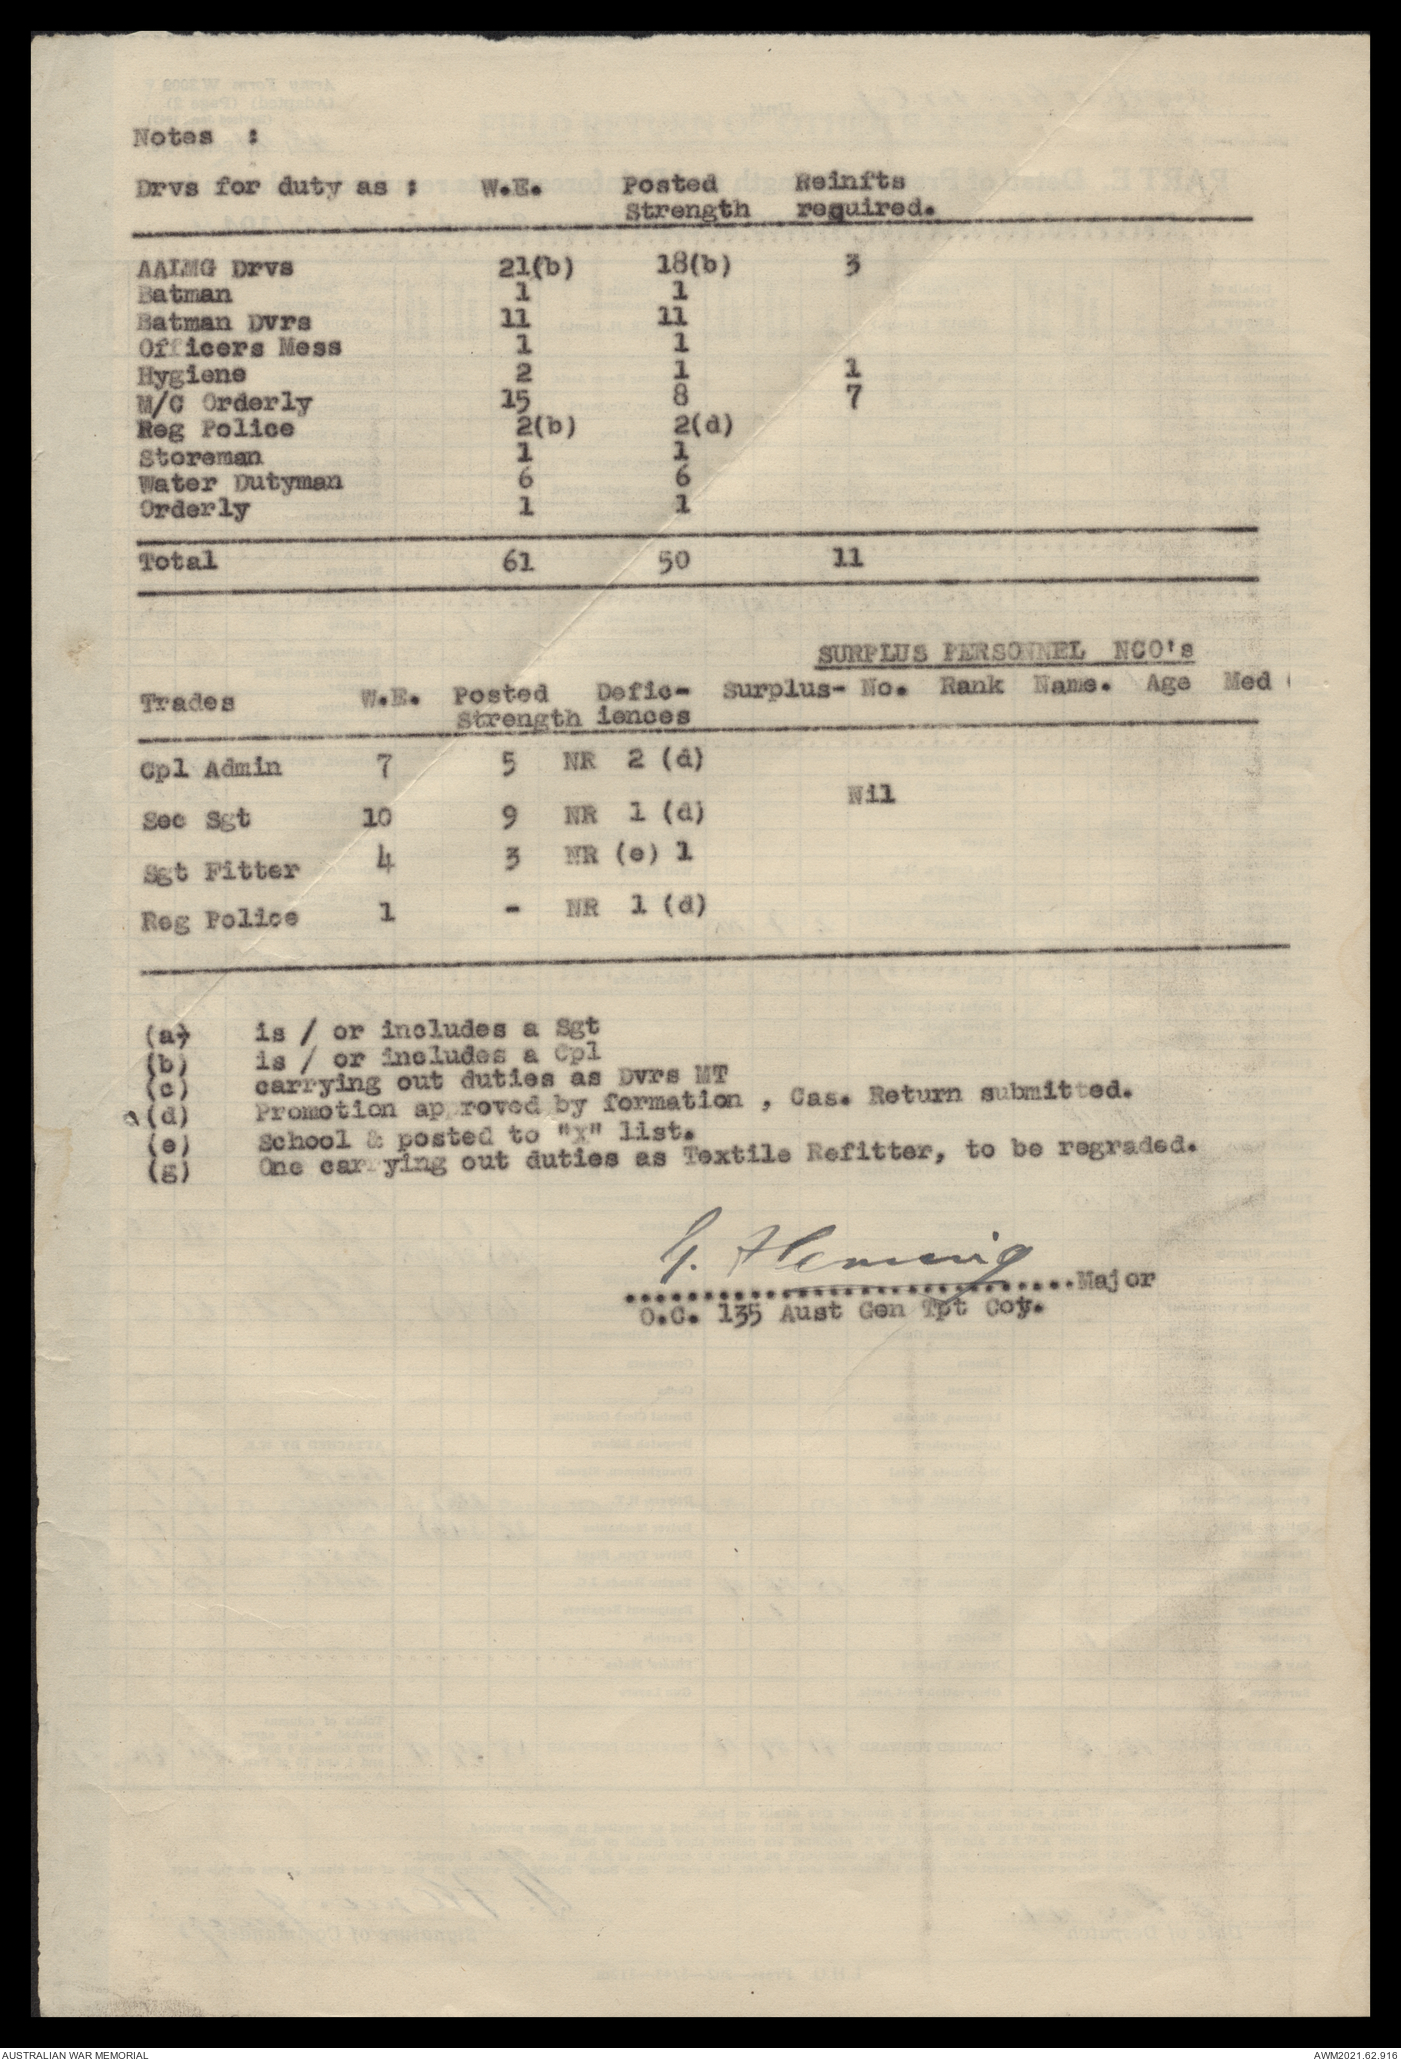 Notes :
Drvs for duty as : W.E. Posted Reinfts
Strength required.
AALMG Drvs 21(b) 18(b) 3
Batman 1 1
Batman Dvrs 11 11
Officers Mess 1 1
Hygiene 2 1 1
M/C Orderly 15 8 7
Reg Police 2(b) 2(d)
Storeman 1 1
Water Dutyman 6 6
Orderly 1 1
Total 61 50 11
SURPLUS PERSONNEL NCO's
Trades W.E. Posted Defic- Surplus- No. Rank Name. Age Med
Strength iences
Cpl Admin 7 5 NR 2 (d)
Nil
Sec Sgt 10 9 NR 1 (d)
Sgt Fitter 4 3 NR (e) 1
Reg Police 1 - NR 1 (d)
(a) is / or includes a Sgt
(b) is / or includes a Cpl
(c) carrying out duties as Dvrs MT
(d) Promotion approved by formation , Cas. Return submitted.
(e) School & posted to "x" list.
(g) One carrying out duties as Textile Refitter, to be regraded.
G. Fleming
...................................Major
O.C. 135 Aust Gen Tpt Coy.
AUSTRALIAN WAR MEMORIAL AWM2021.62.916